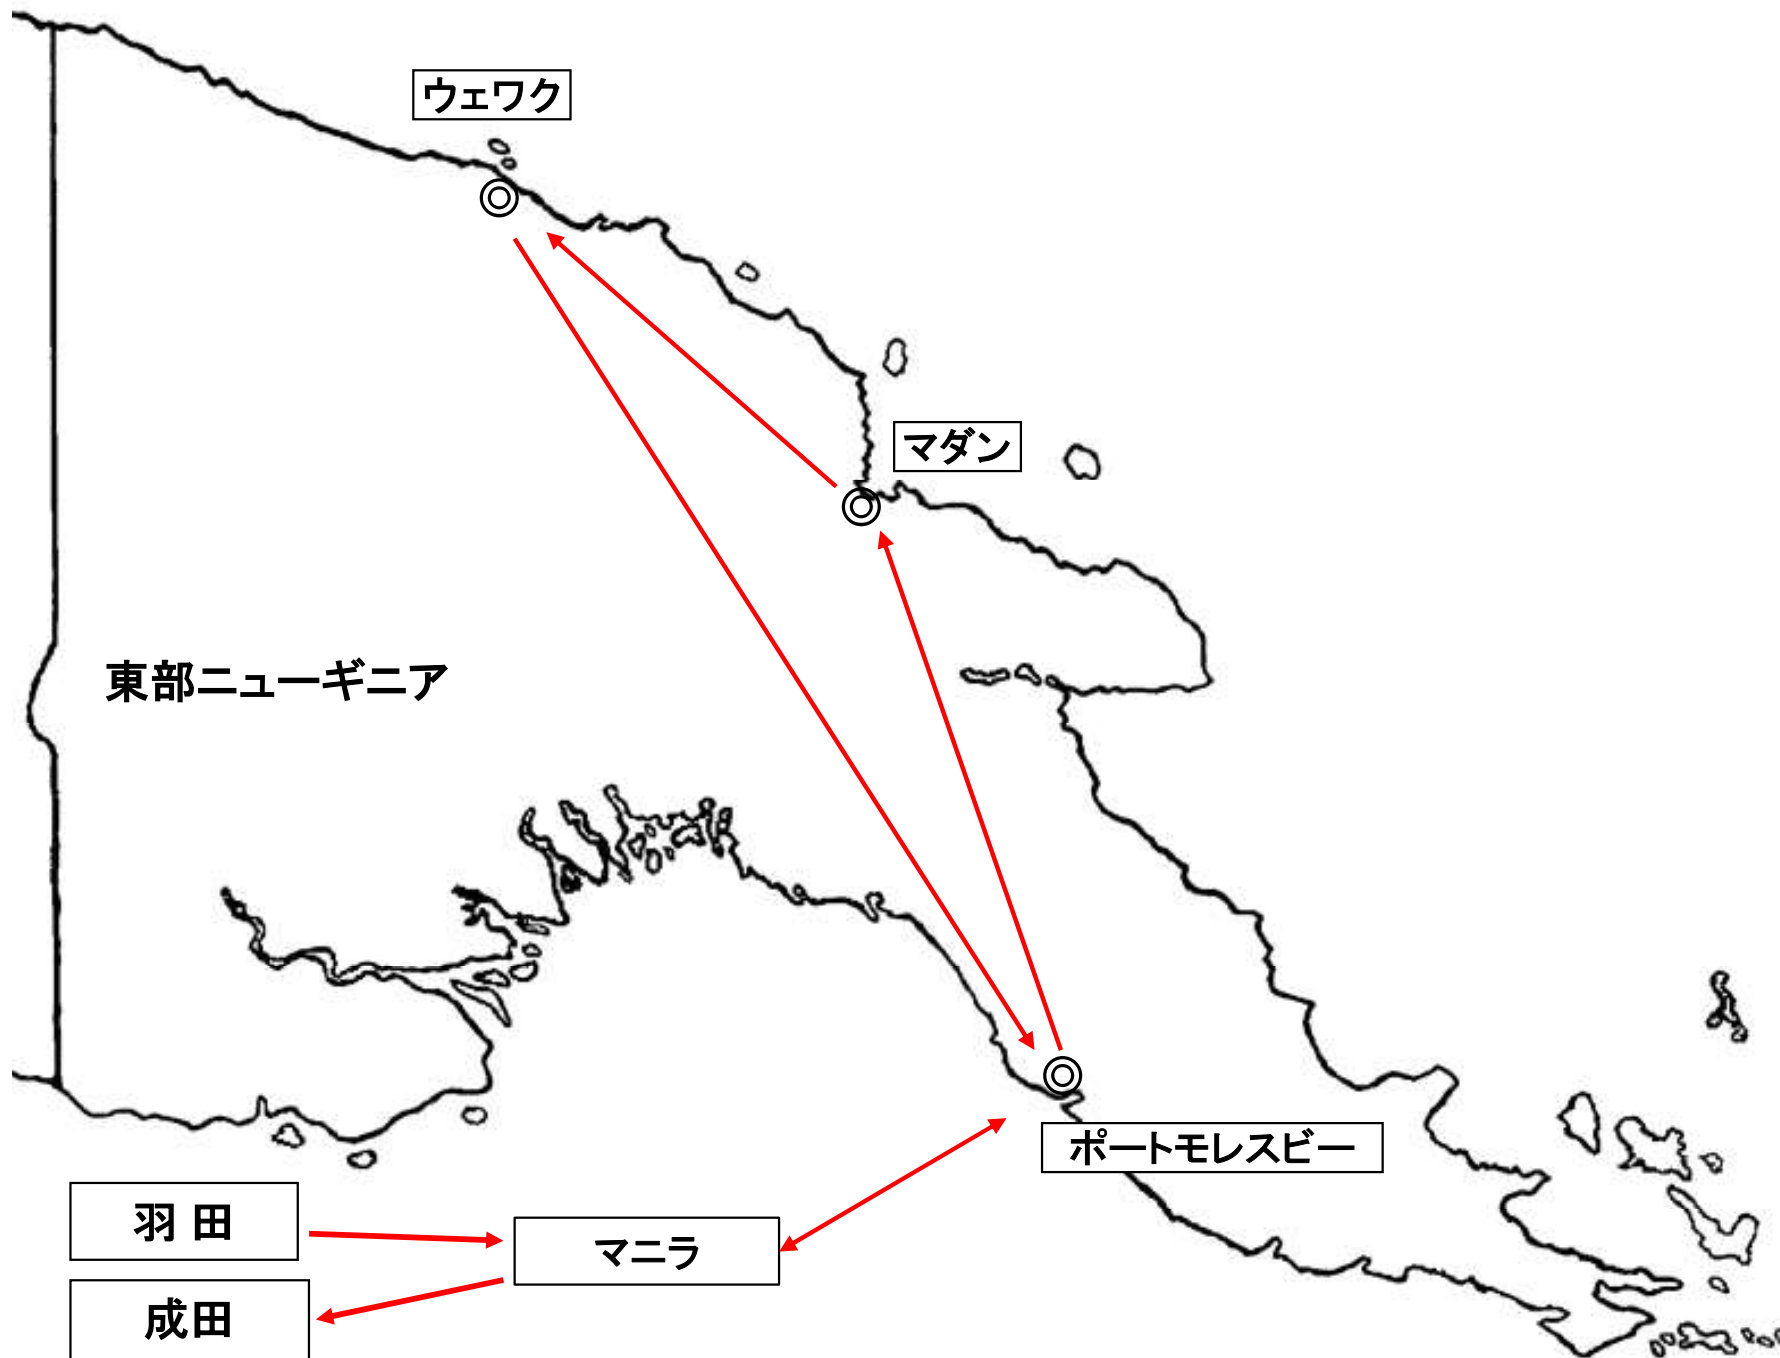 ウェワク
マダン
東部ニューギニア
ポートモレスビー
羽 田
マニラ
成田